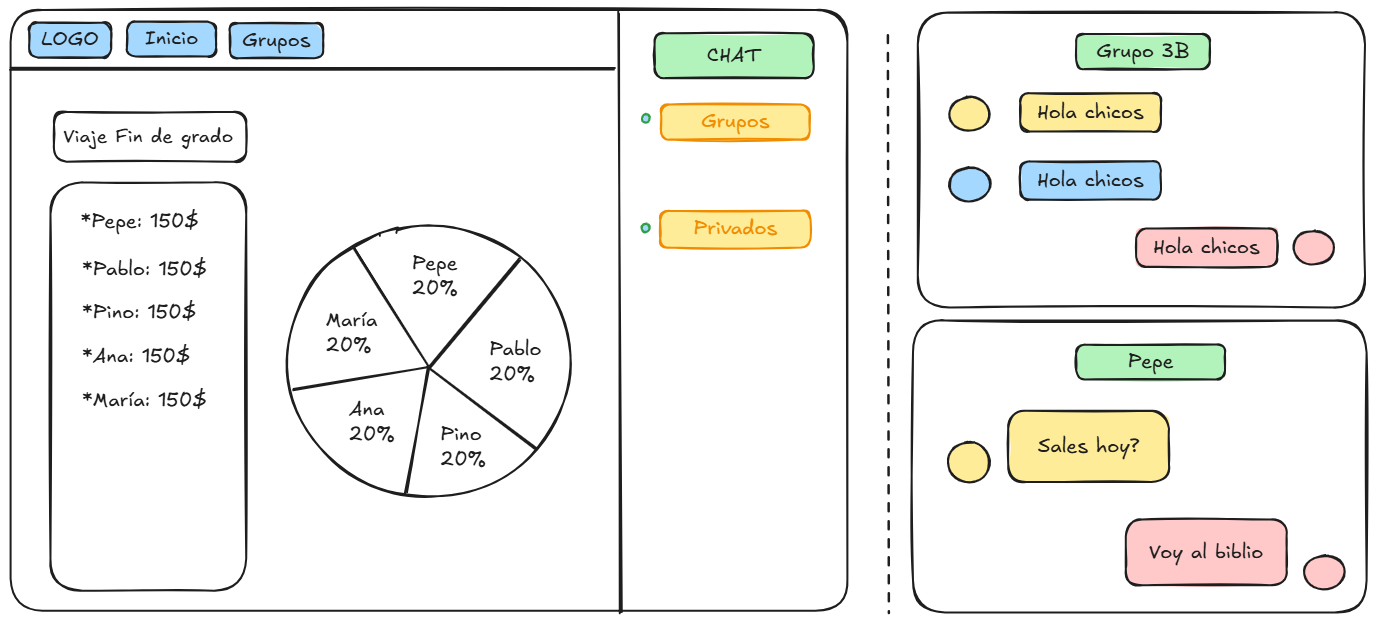 LOGO
Inicio
Grupos
Viaje Fin de grado
*Pepe: 150$
*Pablo: 150$
*Pino: 150$
*Ana: 150$
*María: 150$
Pepe
20%
María
20%
Pablo
20%
Ana
20%
Pino
20%
CHAT
Grupos
Privados
Grupo 3B
Hola chicos
Hola chicos
Hola chicos
Pepe
Sales hoy?
Voy al biblio